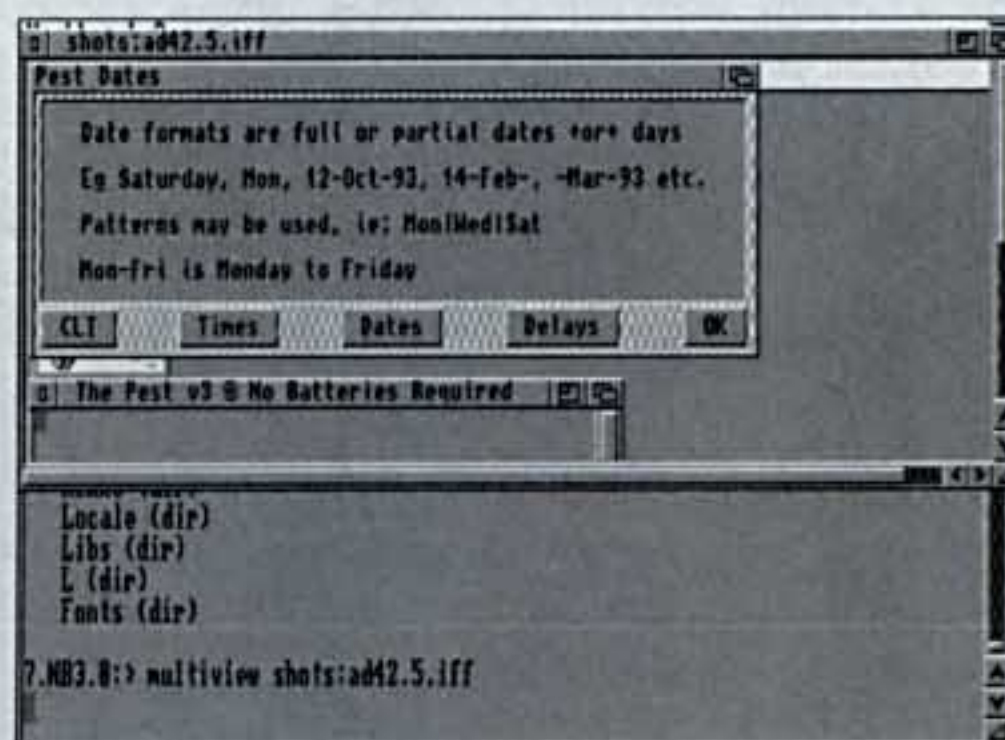 shots:ad42.5.iff
Pest Dates
Date formats are full or partial dates *or* days
Eg Saturday, Mon, 12-Oct-93, 14-Feb-, -Mar-93 etc.
Patterns may be used, ie: Mon|Wed|Sat
Mon-Fri is Monday to Friday
CLI Times Dates Delays OK
The Pest v3 © No Batteries Required
Locale (dir)
Libs (dir)
L (dir)
Fonts (dir)
multiview shots:ad42.5.iff